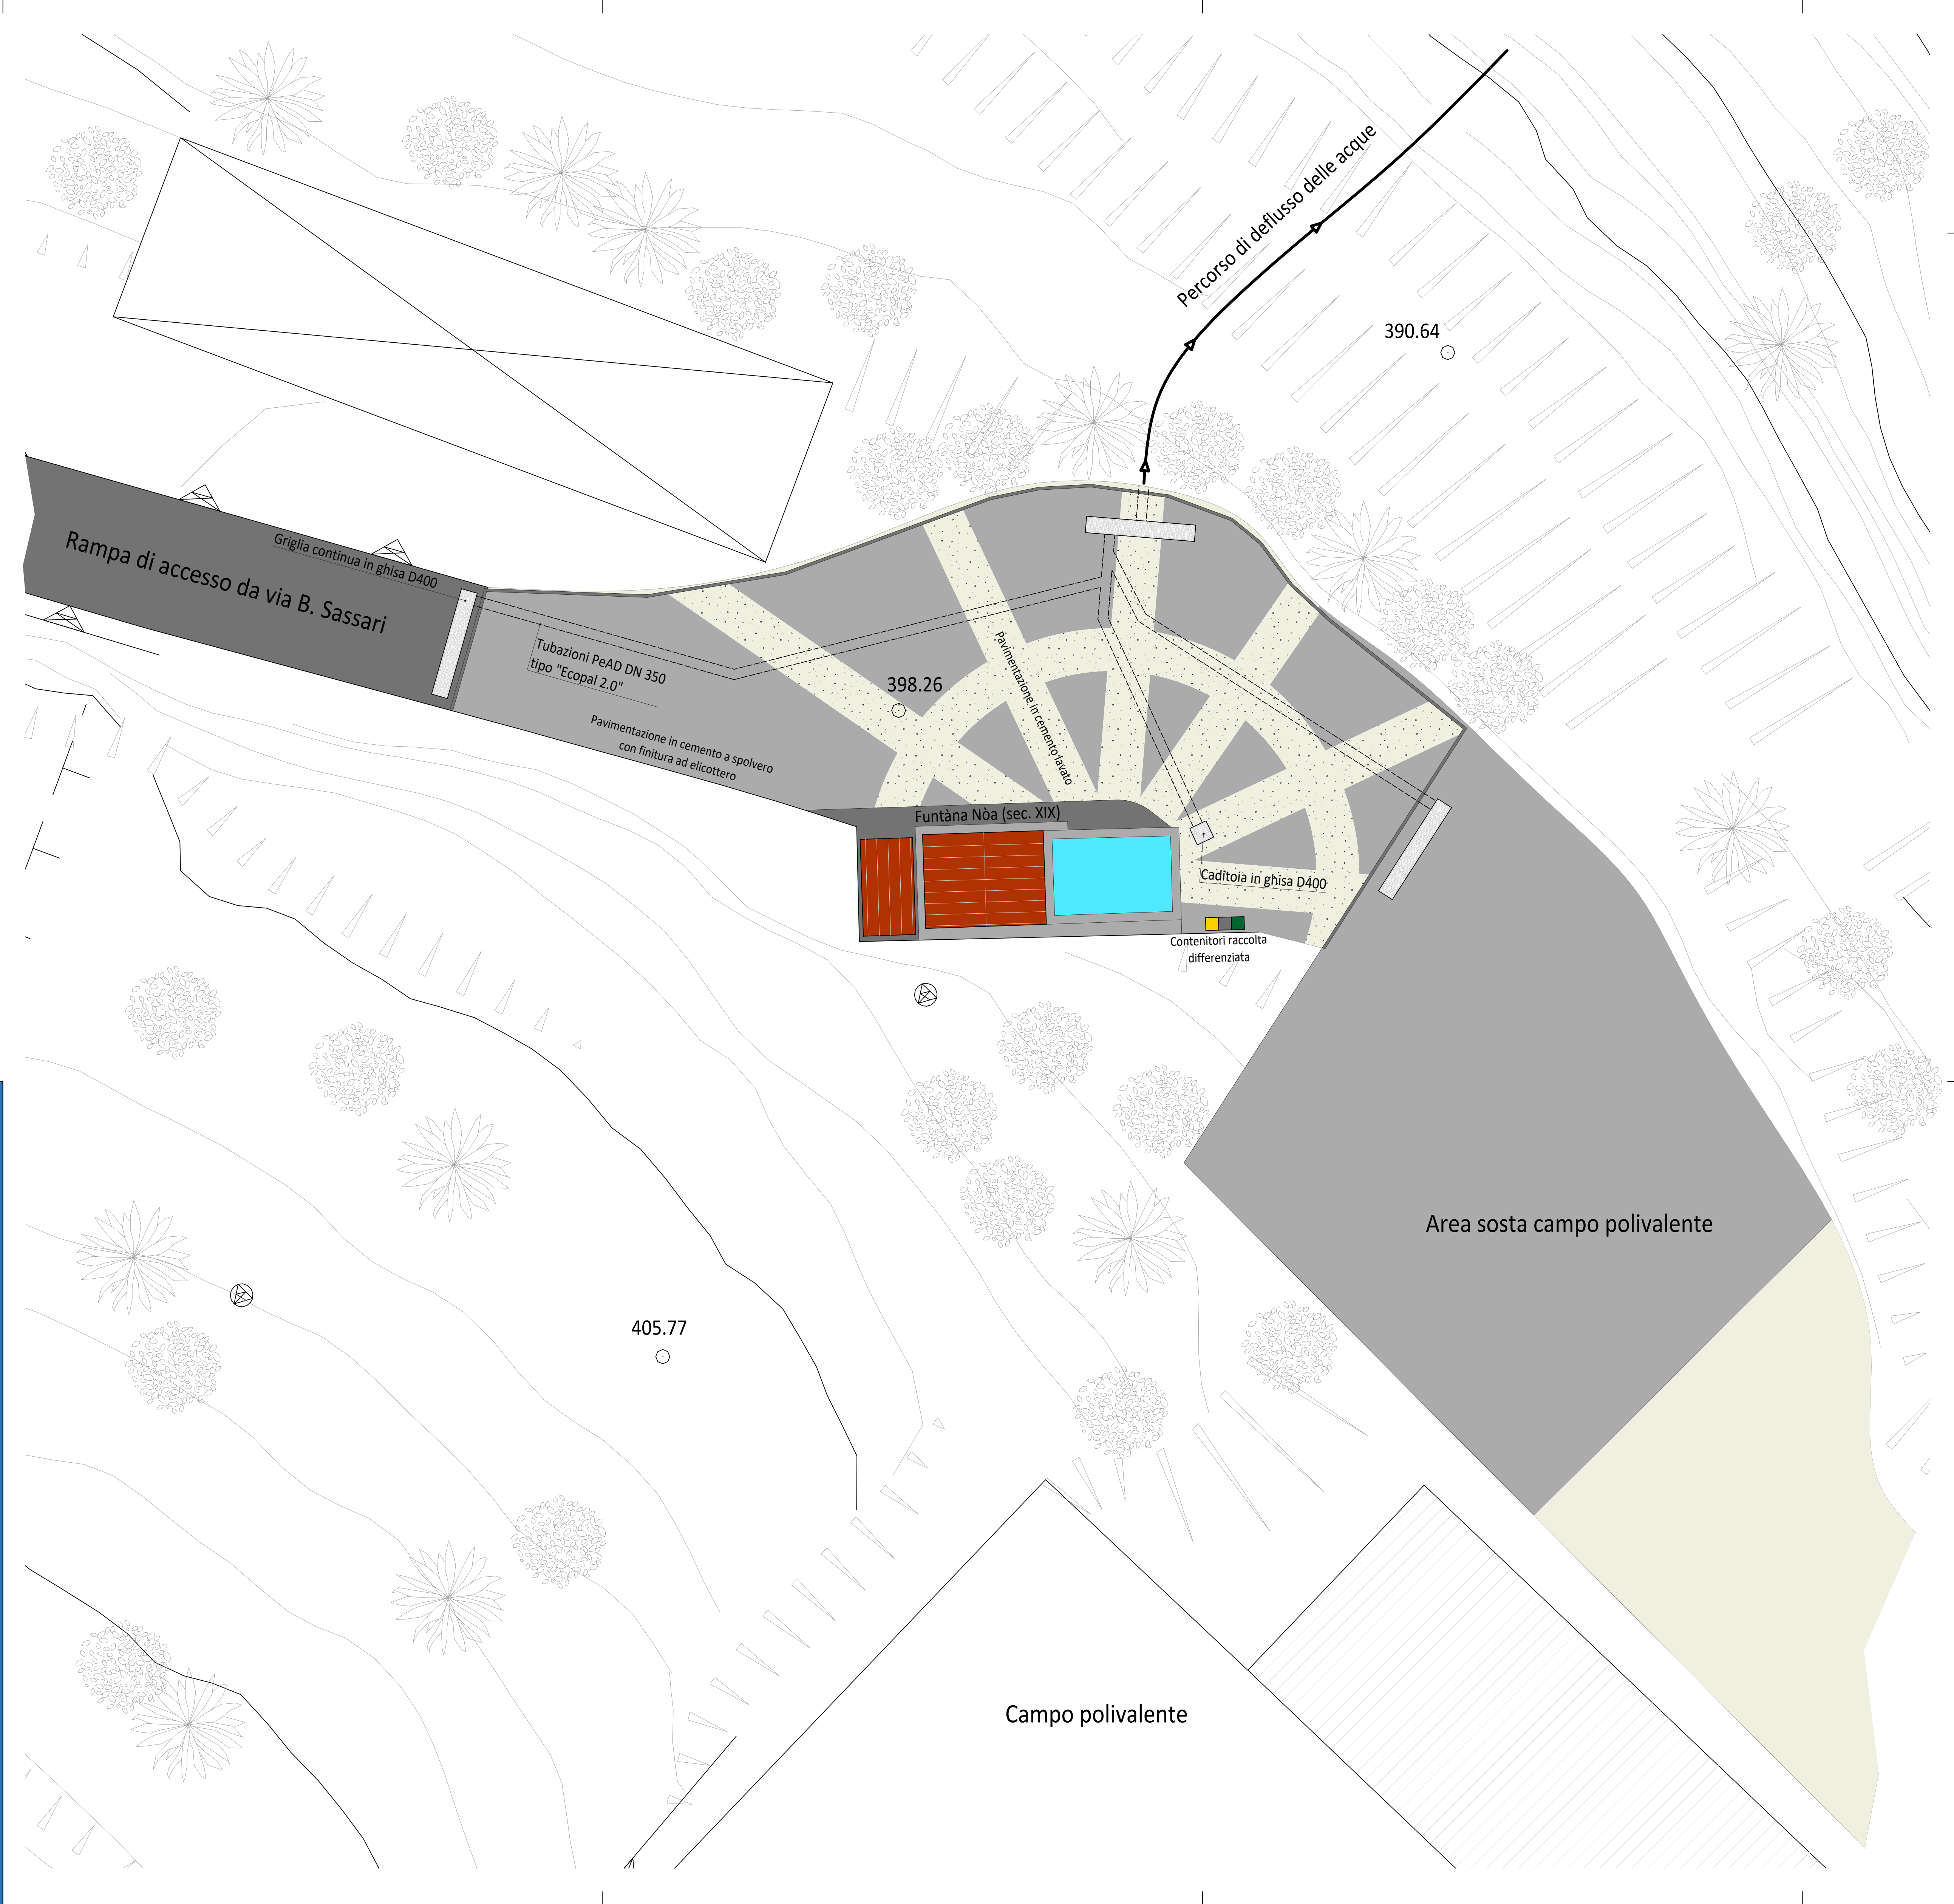 Percorso di deflusso delle acque
390.64
Rampa di accesso da via B. Sassari
Griglia continua in ghisa D400
Tubazioni PeAD DN 350
tipo "Ecopal 2.0"
398.26
Pavimentazione in cemento lavato
Pavimentazione in cemento a spolvero
con finitura ad elicottero
Funtàna Nòa (sec. XIX)
Caditoia in ghisa D400
Contenitori raccolta
differenziata
Area sosta campo polivalente
405.77
Campo polivalente